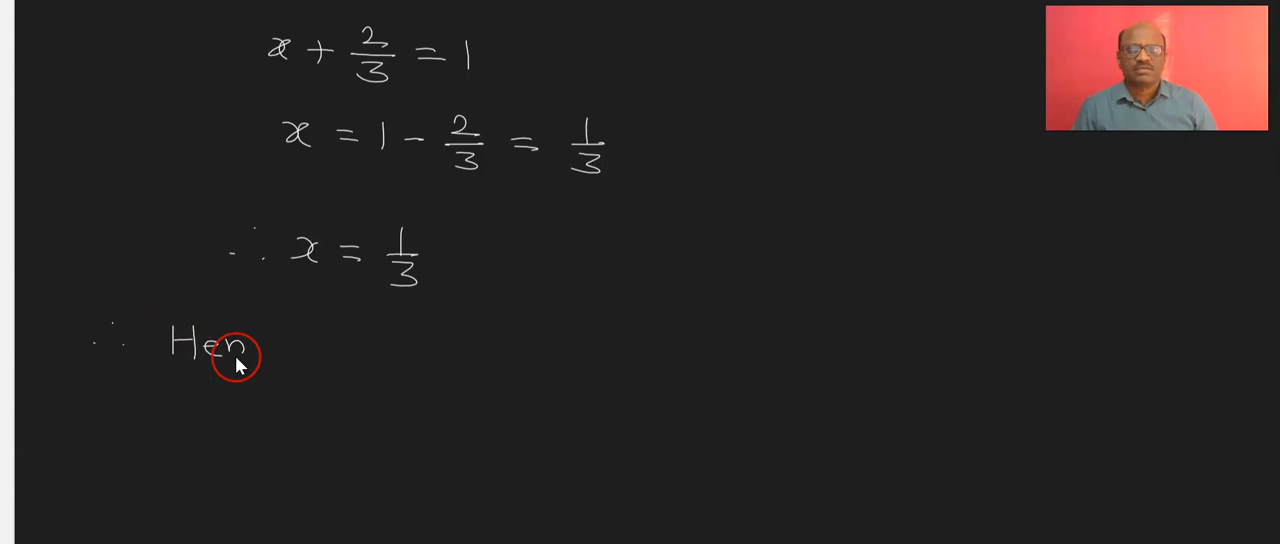 x + 2/3 = 1
x = 1 - 2/3 = 1/3
∴ x = 1/3
∴ Hen